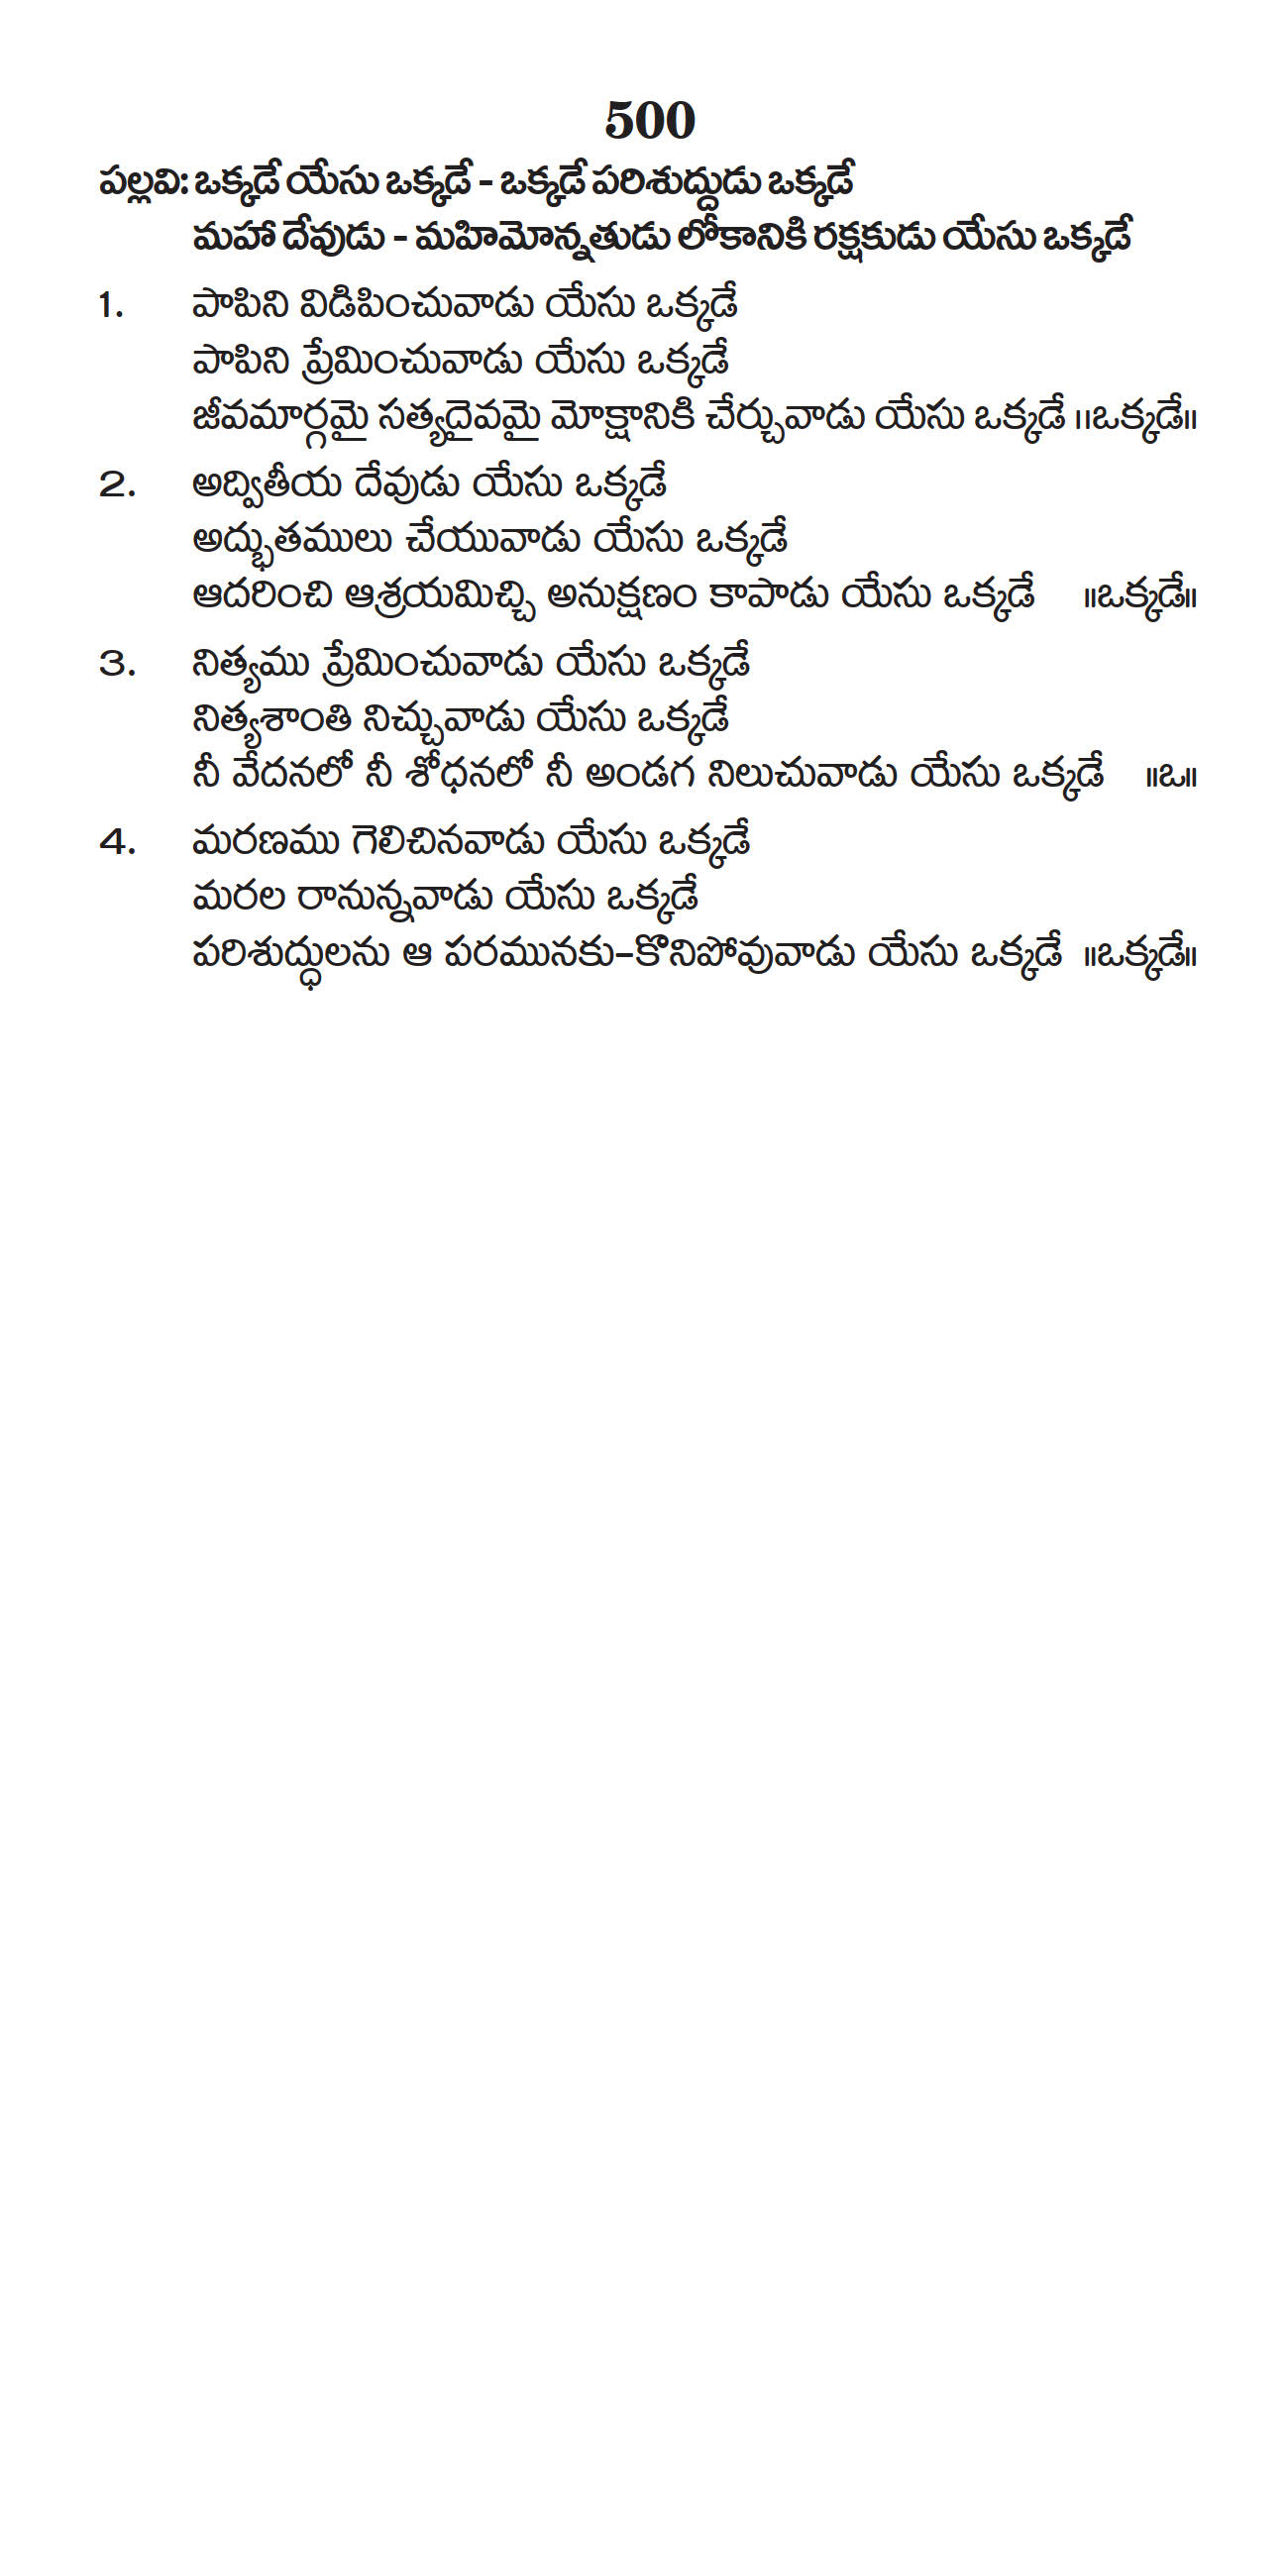 500
పల్లవి: ఒక్కడే యేసు ఒక్కడే - ఒక్కడే పరిశుద్ధుడు ఒక్కడే
మహా దేవుడు - మహిమోన్నతుడు లోకానికి రక్షకుడు యేసు ఒక్కడే
1. పాపిని విడిపించువాడు యేసు ఒక్కడే
పాపిని ప్రేమించువాడు యేసు ఒక్కడే
జీవమార్గమై సత్యదైవమై మోక్షానికి చేర్చువాడు యేసు ఒక్కడే ॥ఒక్కడే॥
2. అద్వితీయ దేవుడు యేసు ఒక్కడే
అద్భుతములు చేయువాడు యేసు ఒక్కడే
ఆదరించి ఆశ్రయమిచ్చి అనుక్షణం కాపాడు యేసు ఒక్కడే ॥ఒక్కడే॥
3. నిత్యము ప్రేమించువాడు యేసు ఒక్కడే
నిత్యశాంతి నిచ్చువాడు యేసు ఒక్కడే
నీ వేదనలో నీ శోధనలో నీ అండగ నిలుచువాడు యేసు ఒక్కడే ॥ఒ॥
4. మరణము గెలిచినవాడు యేసు ఒక్కడే
మరల రానున్నవాడు యేసు ఒక్కడే
పరిశుద్ధులను ఆ పరమునకు-కొనిపోవువాడు యేసు ఒక్కడే ॥ఒక్కడే॥